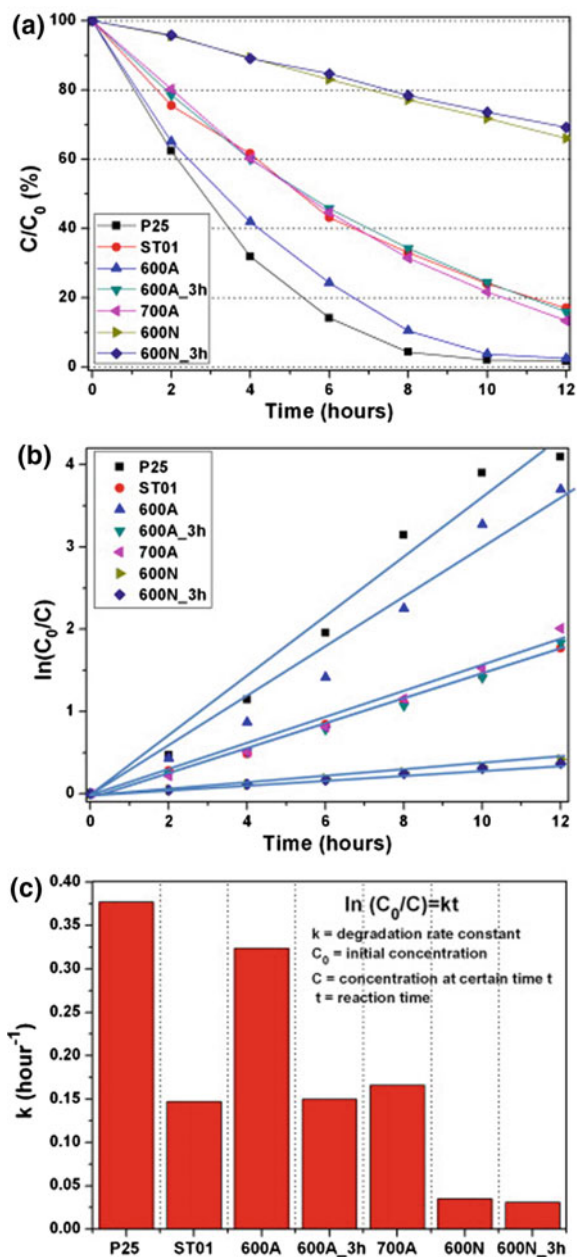 (a)
100
80
60
40
20
0
C/C₀ (%)
P25
ST01
600A
600A_3h
700A
600N
600N_3h
0 2 4 6 8 10 12
Time (hours)
(b)
4
3
2
1
0
ln(C₀/C)
P25
ST01
600A
600A_3h
700A
600N
600N_3h
0 2 4 6 8 10 12
Time (hours)
(c)
0.40
0.35
0.30
0.25
0.20
0.15
0.10
0.05
0.00
k (hour⁻¹)
ln (C₀/C)=kt
k = degradation rate constant
C₀ = initial concentration
C = concentration at certain time t
t = reaction time
P25 ST01 600A 600A_3h 700A 600N 600N_3h